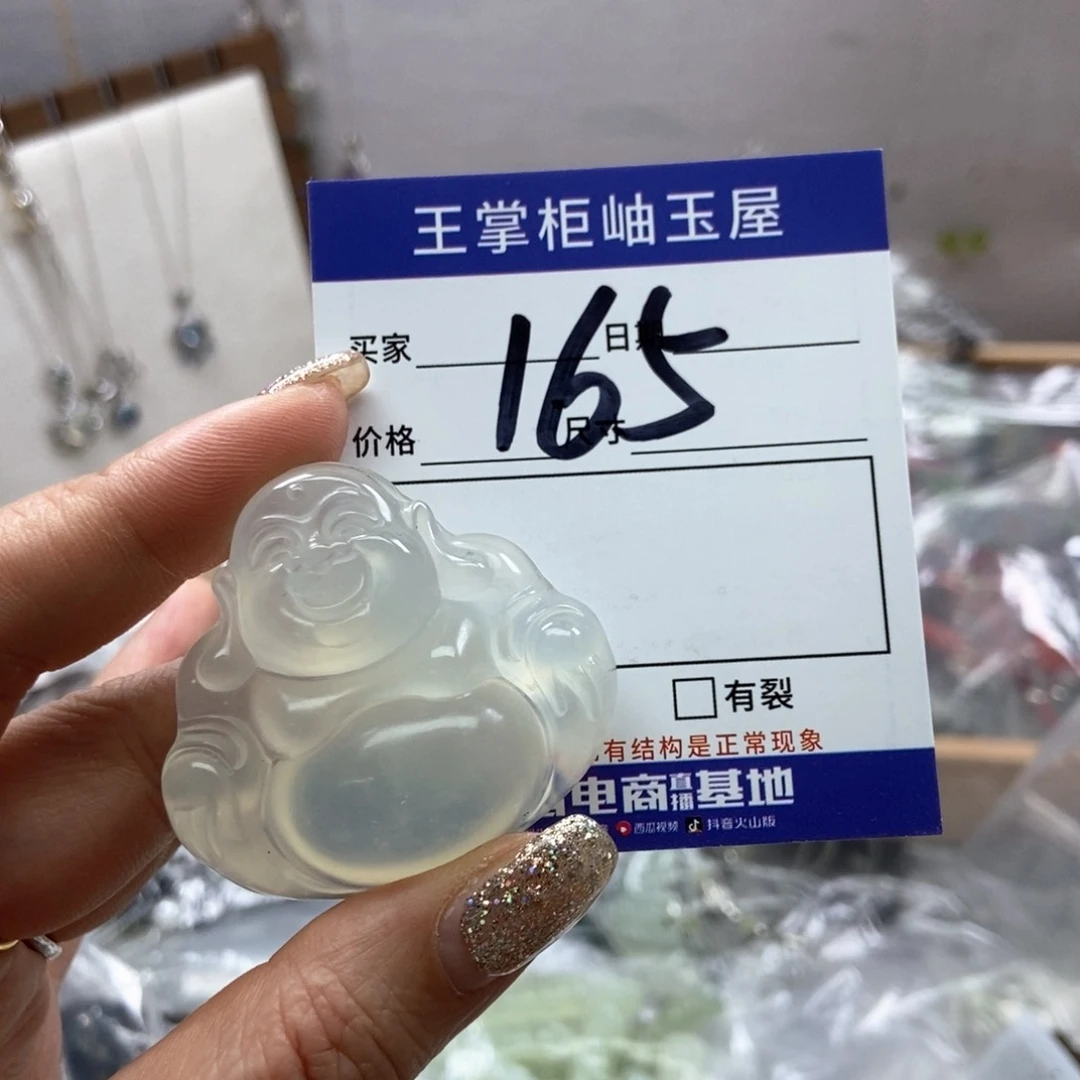 王掌柜岫玉屋
165
买家 日期
价格 尺寸
有裂
有结构是正常现象
电商直播基地
西瓜视频 抖音火山版